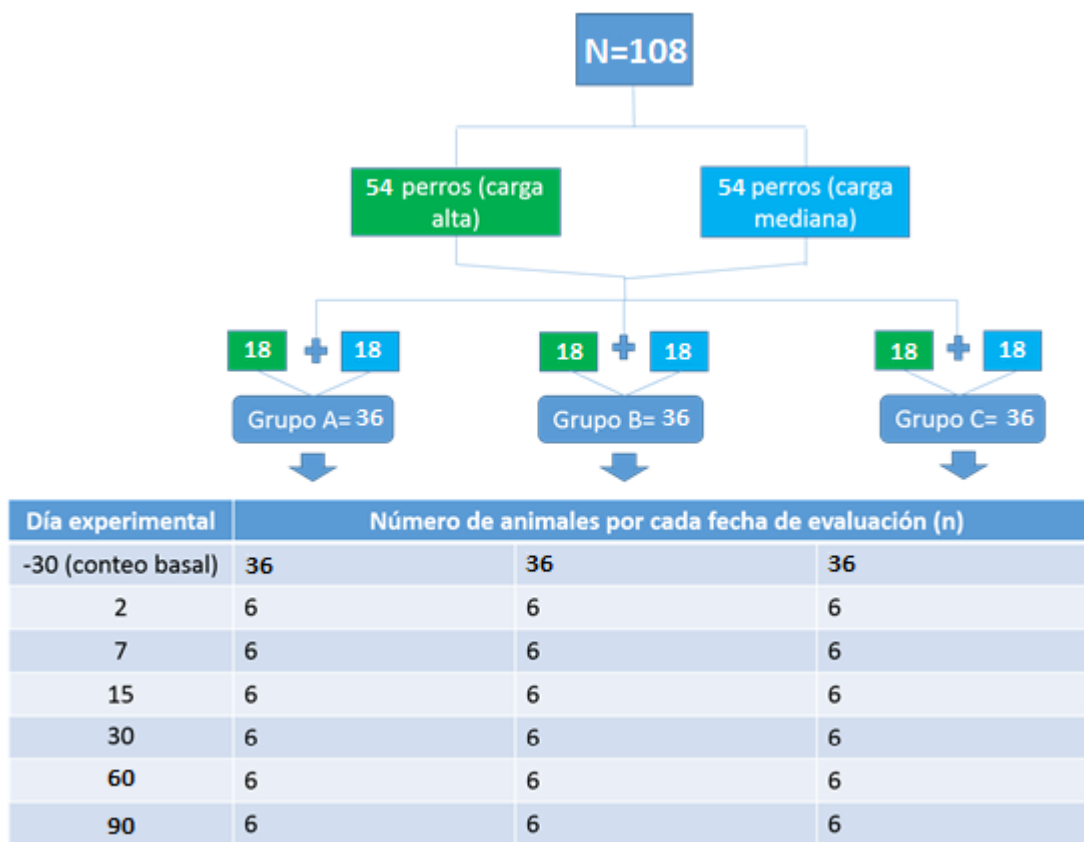 N=108
54 perros (carga
alta)
54 perros (carga
mediana)
18 + 18
18 + 18
18 + 18
Grupo A= 36
Grupo B= 36
Grupo C= 36
Día experimental Número de animales por cada fecha de evaluación (n)
-30 (conteo basal) 36 36 36
2 6 6 6
7 6 6 6
15 6 6 6
30 6 6 6
60 6 6 6
90 6 6 6